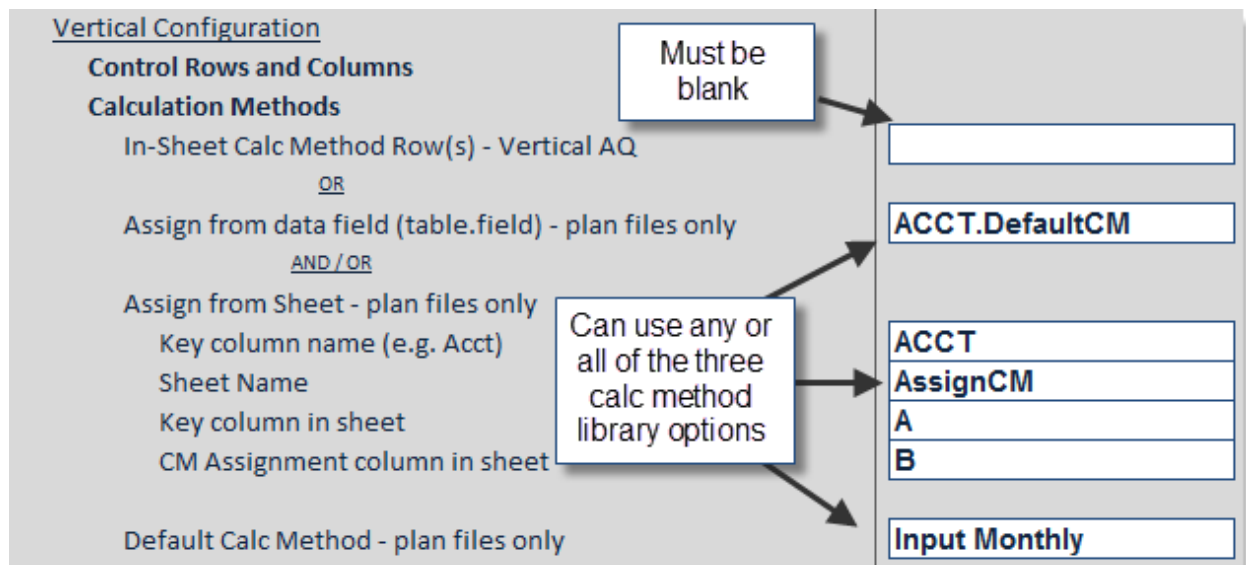 Vertical Configuration
Control Rows and Columns
Calculation Methods
Must be
blank
In-Sheet Calc Method Row(s) - Vertical AQ
OR
Assign from data field (table.field) - plan files only
ACCT.DefaultCM
AND / OR
Assign from Sheet - plan files only
Can use any or
all of the three
calc method
library options
Key column name (e.g. Acct)
ACCT
Sheet Name
AssignCM
Key column in sheet
A
CM Assignment column in sheet
B
Default Calc Method - plan files only
Input Monthly